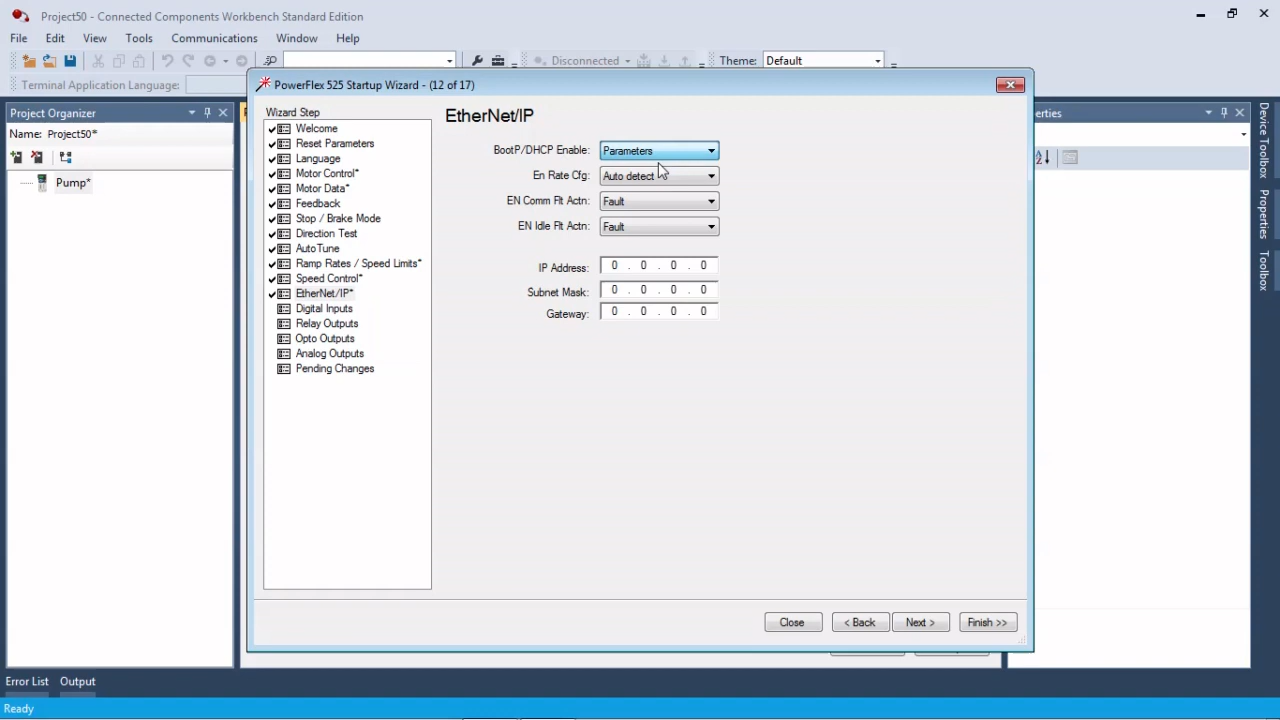 Project50 - Connected Components Workbench Standard Edition
File Edit View Tools Communications Window Help
Disconnected Theme: Default
Terminal Application Language:
PowerFlex 525 Startup Wizard - (12 of 17)
Project Organizer
Name: Project50*
Pump*
Wizard Step
Welcome
Reset Parameters
Language
Motor Control*
Motor Data*
Feedback
Stop / Brake Mode
Direction Test
AutoTune
Ramp Rates / Speed Limits*
Speed Control*
EtherNet/IP*
Digital Inputs
Relay Outputs
Opto Outputs
Analog Outputs
Pending Changes
EtherNet/IP
BootP/DHCP Enable: Parameters
En Rate Cfg: Auto detect
EN Comm Flt Actn: Fault
EN Idle Flt Actn: Fault
IP Address: 0 . 0 . 0 . 0
Subnet Mask: 0 . 0 . 0 . 0
Gateway: 0 . 0 . 0 . 0
Close < Back Next > Finish >>
erties
Device Toolbox
Properties
Toolbox
Error List Output
Ready